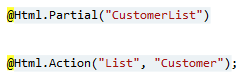 @Html.Partial("CustomerList")
@Html.Action("List", "Customer");